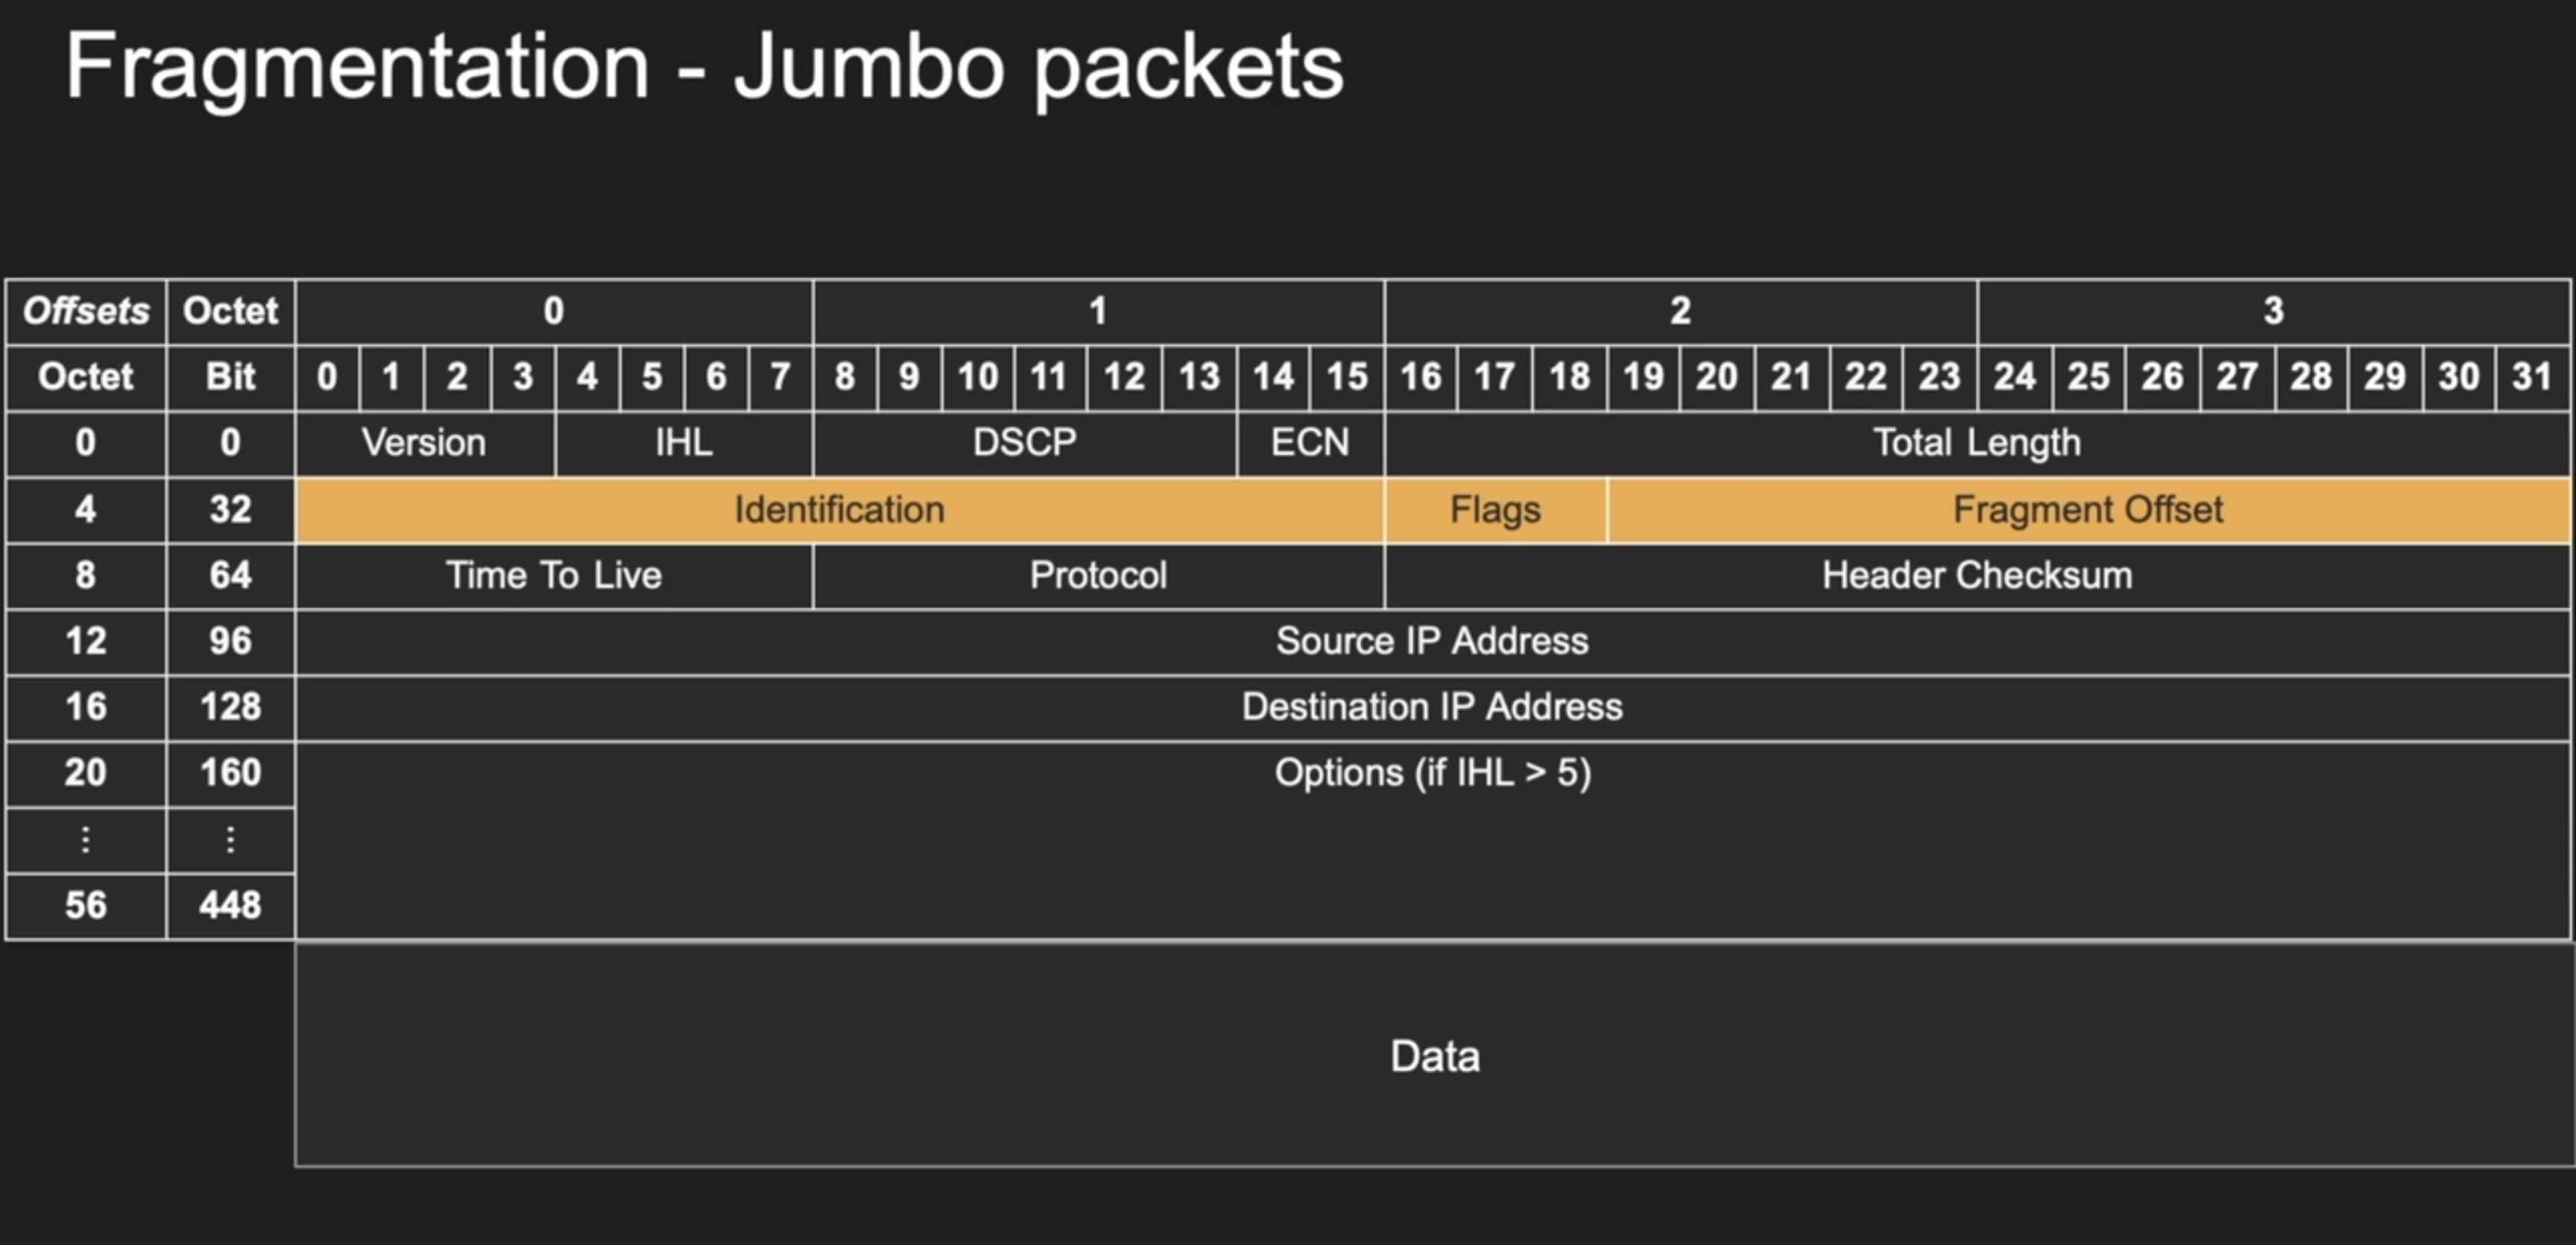 Fragmentation - Jumbo packets
Offsets Octet 0 1 2 3
Octet Bit 0 1 2 3 4 5 6 7 8 9 10 11 12 13 14 15 16 17 18 19 20 21 22 23 24 25 26 27 28 29 30 31
0 0 Version IHL DSCP ECN Total Length
4 32 Identification Flags Fragment Offset
8 64 Time To Live Protocol Header Checksum
12 96 Source IP Address
16 128 Destination IP Address
20 160 Options (if IHL > 5)
⋮ ⋮
56 448
Data